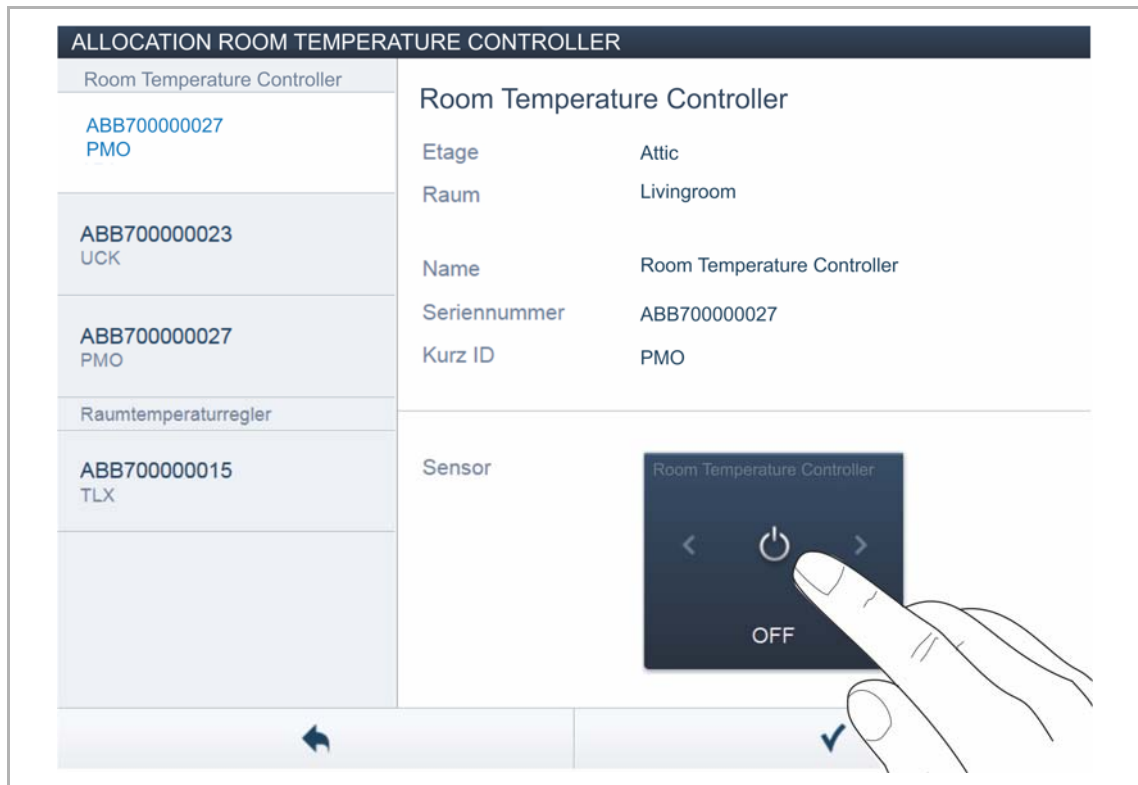 ALLOCATION ROOM TEMPERATURE CONTROLLER
Room Temperature Controller
ABB700000027
PMO
ABB700000023
UCK
ABB700000027
PMO
Raumtemperaturregler
ABB700000015
TLX
Room Temperature Controller
Etage Attic
Raum Livingroom
Name Room Temperature Controller
Seriennummer ABB700000027
Kurz ID PMO
Sensor
Room Temperature Controller
OFF